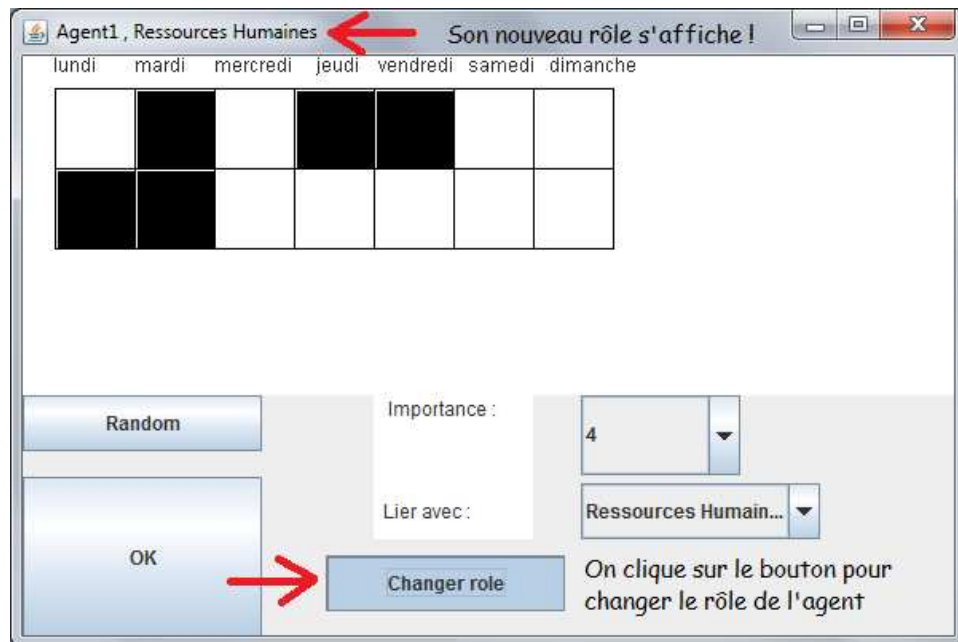 Agent1 , Ressources Humaines
Son nouveau rôle s'affiche !
lundi mardi mercredi jeudi vendredi samedi dimanche
Random
Importance :
4
Lier avec :
Ressources Humain...
OK
Changer role
On clique sur le bouton pour
changer le rôle de l'agent